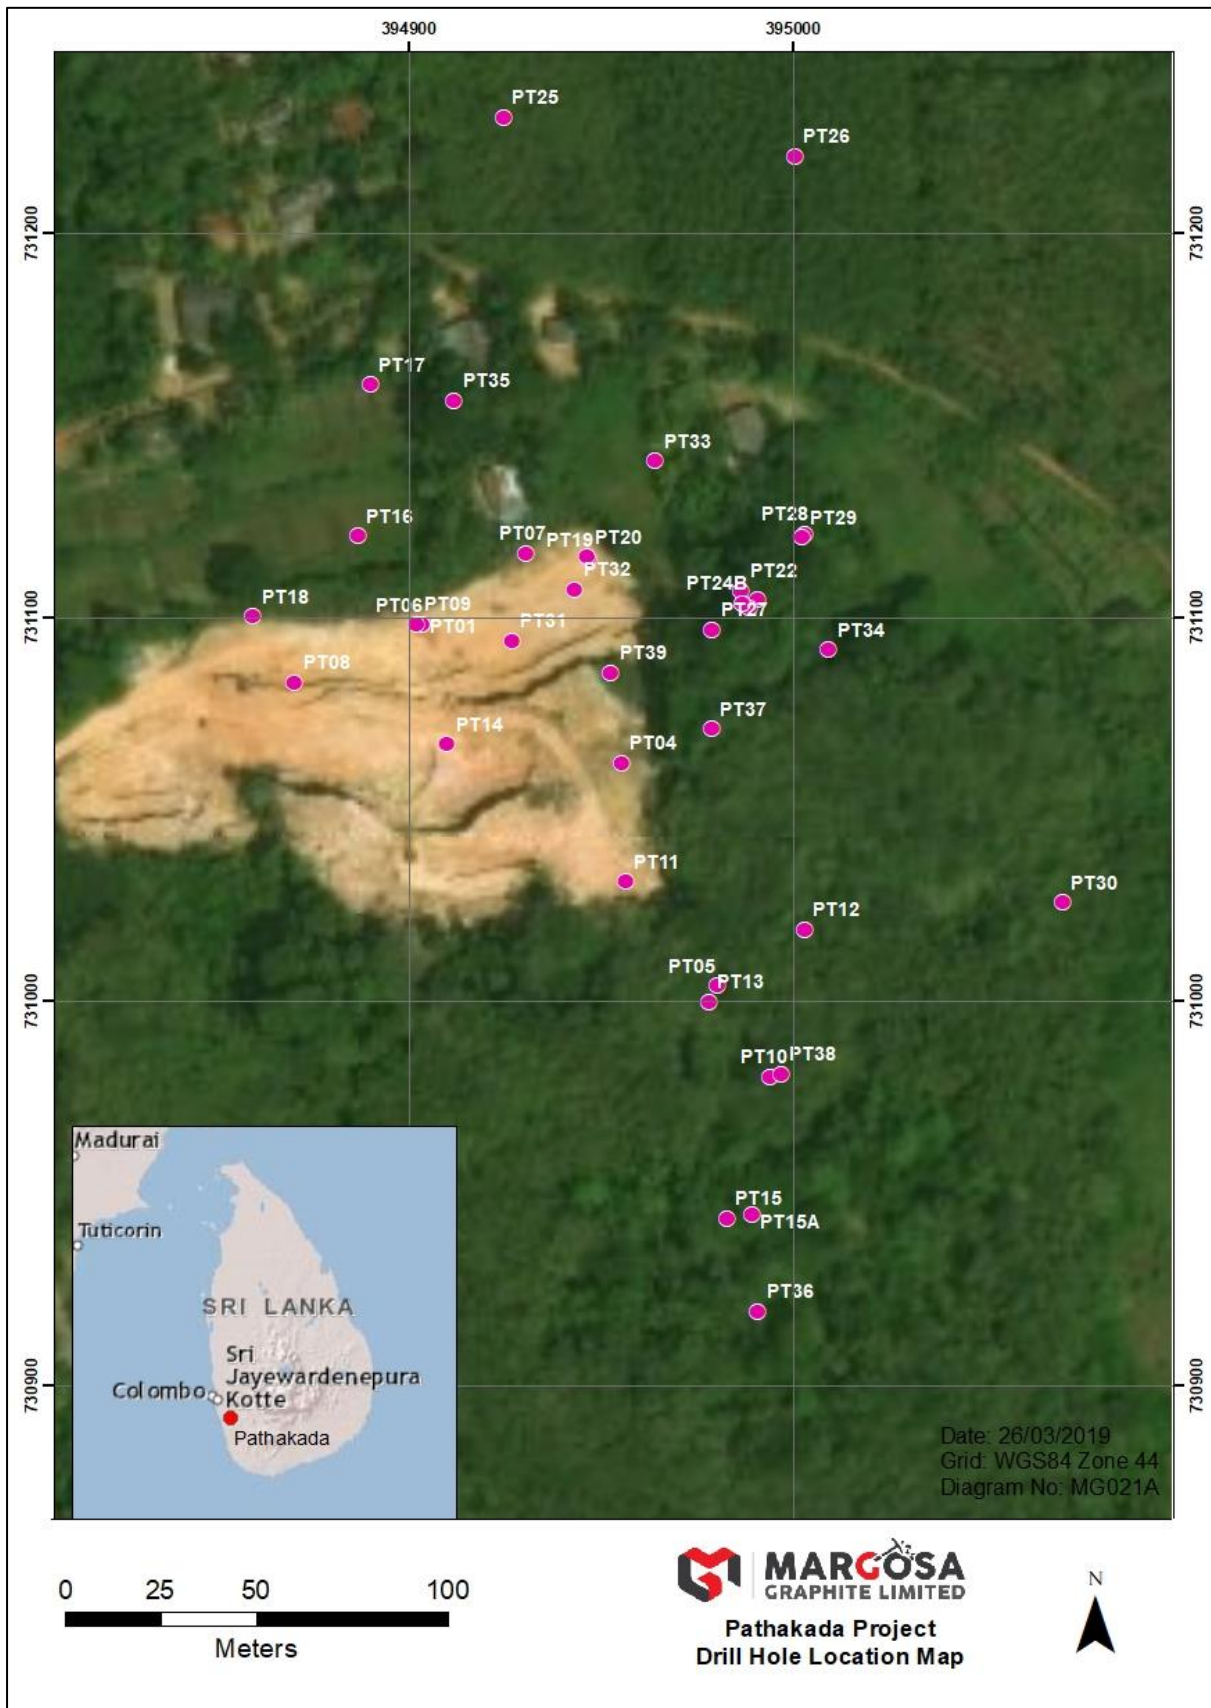 394900
395000
PT25
PT26
731200
731200
PT17
PT35
PT33
PT16
PT28
PT29
PT07
PT19
PT20
PT32
PT24B
PT22
PT18
PT06
PT09
PT27
731100
731100
PT01
PT31
PT34
PT08
PT39
PT14
PT37
PT04
PT11
PT30
PT12
PT05
PT13
731000
731000
PT10
PT38
PT15
PT15A
PT36
730900
730900
Madurai
Tuticorin
SRI LANKA
Sri
Jayewardenepura
Kotte
Colombo
Pathakada
Date: 26/03/2019
Grid: WGS84 Zone 44
Diagram No: MG021A
0 25 50 100
Meters
MARGOSA
GRAPHITE LIMITED
Pathakada Project
Drill Hole Location Map
N